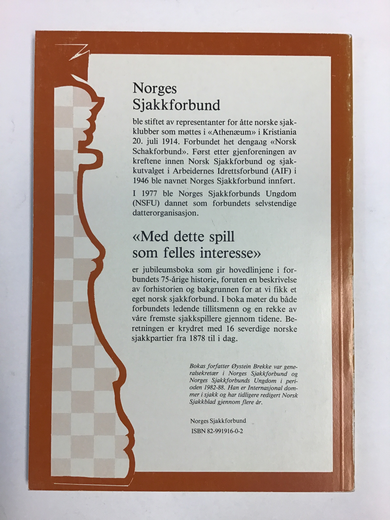 Norges
Sjakkforbund
ble stiftet av representanter for åtte norske sjak-
klubber som møttes i «Athenæum» i Kristiania
20. juli 1914. Forbundet het dengang «Norsk
Schakforbund». Først etter gjenforeningen av
kreftene innen Norsk Sjakkforbund og sjak-
kutvalget i Arbeidernes Idrettsforbund (AIF) i
1946 ble navnet Norges Sjakkforbund innført.
I 1977 ble Norges Sjakkforbunds Ungdom
(NSFU) dannet som forbundets selvstendige
datterorganisasjon.
«Med dette spill
som felles interesse»
er jubileumsboka som gir hovedlinjene i for-
bundets 75-årige historie, foruten en beskrivelse
av forhistorien og bakgrunnen for at vi fikk et
eget norsk sjakkforbund. I boka møter du både
forbundets ledende tillitsmenn og en rekke av
våre fremste sjakkspillere gjennom tidene. Be-
retningen er krydret med 16 severdige norske
sjakkpartier fra 1878 til i dag.
Bokas forfatter Øystein Brekke var gene-
ralsekretær i Norges Sjakkforbund og
Norges Sjakkforbunds Ungdom i peri-
oden 1982-88. Han er Internasjonal dom-
mer i sjakk og har tidligere redigert Norsk
Sjakkblad gjennom flere år.
Norges Sjakkforbund
ISBN 82-991916-0-2